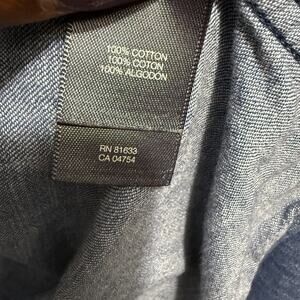 100% COTTON
100% COTON
100% ALGODON
RN 81633
CA 04754